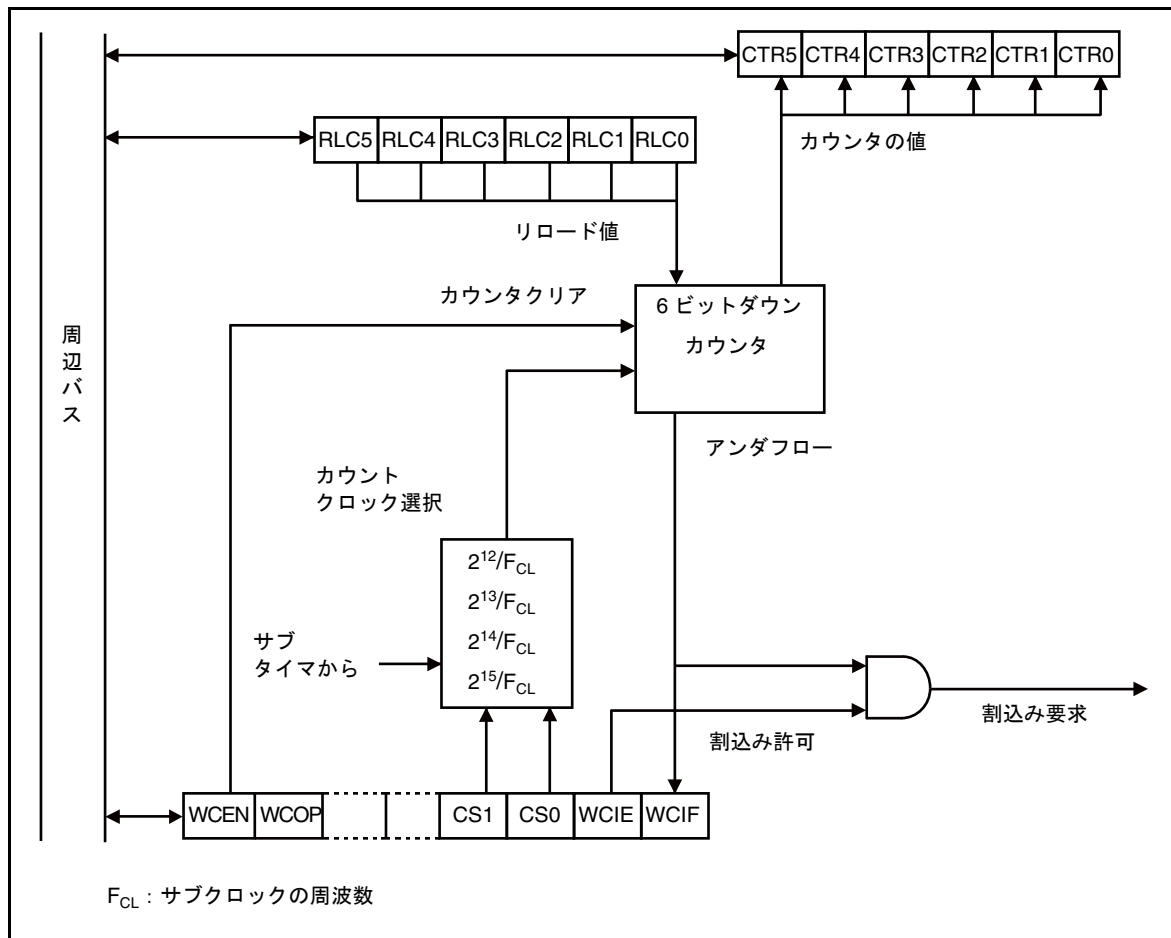 CTR5 CTR4 CTR3 CTR2 CTR1 CTR0
カウンタの値
RLC5 RLC4 RLC3 RLC2 RLC1 RLC0
リロード値
カウンタクリア
6 ビットダウン
カウンタ
周辺バス
アンダフロー
カウント
クロック選択
2¹²/F_CL
2¹³/F_CL
2¹⁴/F_CL
2¹⁵/F_CL
サブ
タイマから
割込み要求
割込み許可
WCEN WCOP CS1 CS0 WCIE WCIF
F_CL : サブクロックの周波数